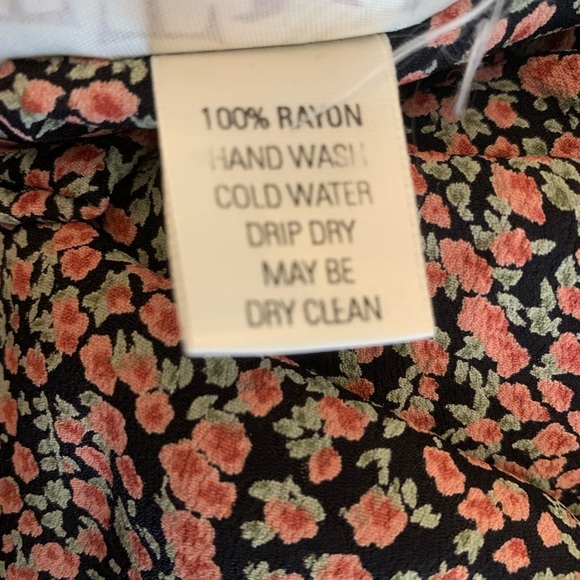 100% RAYON
HAND WASH
COLD WATER
DRIP DRY
MAY BE
DRY CLEAN